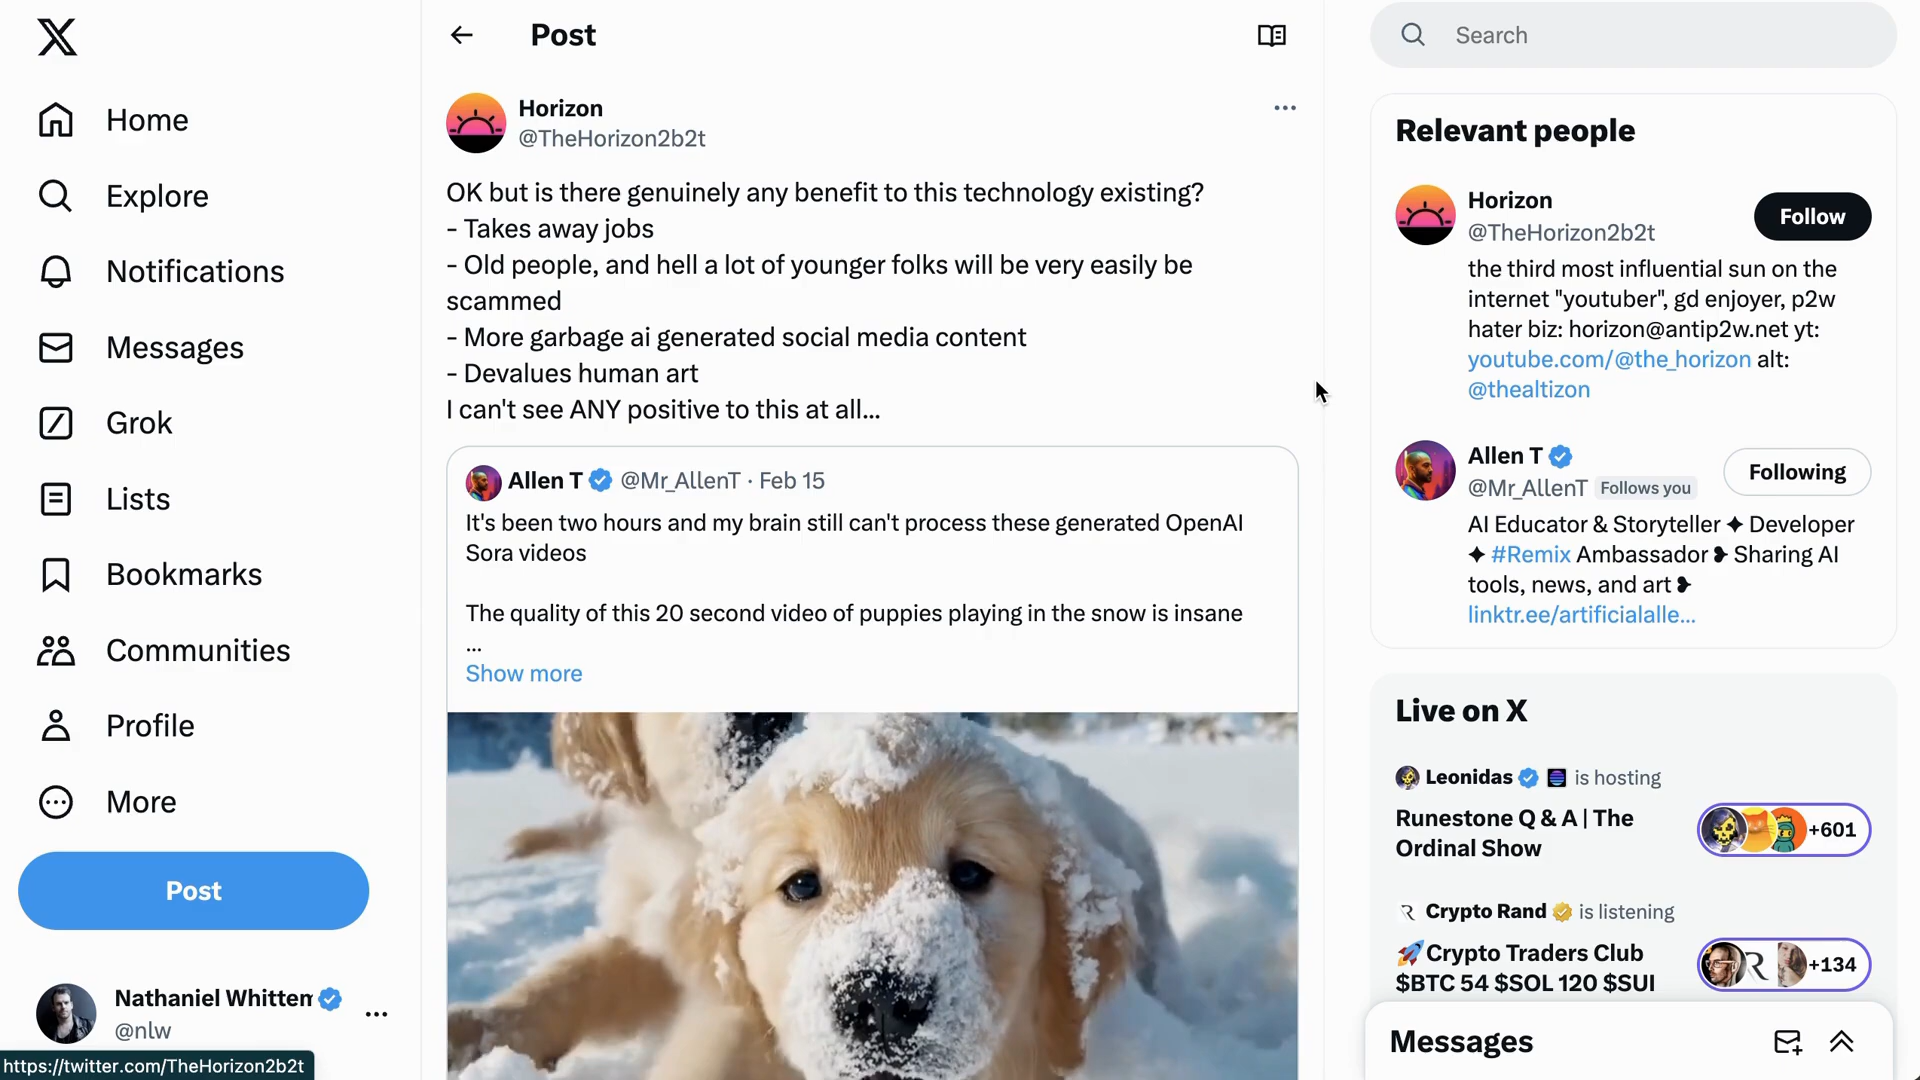 Home
Explore
Notifications
Messages
Grok
Lists
Bookmarks
Communities
Profile
More
Post
Nathaniel Whittem
@nlw
https://twitter.com/TheHorizon2b2t
Post
Horizon
@TheHorizon2b2t
OK but is there genuinely any benefit to this technology existing?
- Takes away jobs
- Old people, and hell a lot of younger folks will be very easily be
scammed
- More garbage ai generated social media content
- Devalues human art
I can't see ANY positive to this at all...
Allen T @Mr_AllenT · Feb 15
It's been two hours and my brain still can't process these generated OpenAI
Sora videos
The quality of this 20 second video of puppies playing in the snow is insane
...
Show more
Search
Relevant people
Horizon
@TheHorizon2b2t
Follow
the third most influential sun on the
internet "youtuber", gd enjoyer, p2w
hater biz: horizon@antip2w.net yt:
youtube.com/@the_horizon alt:
@thealtizon
Allen T
@Mr_AllenT Follows you
Following
AI Educator & Storyteller ✦ Developer
✦ #Remix Ambassador ❥ Sharing AI
tools, news, and art ❥
linktr.ee/artificialalle...
Live on X
Leonidas is hosting
Runestone Q & A | The
Ordinal Show
+601
Crypto Rand is listening
🚀Crypto Traders Club
$BTC 54 $SOL 120 $SUI
+134
Messages